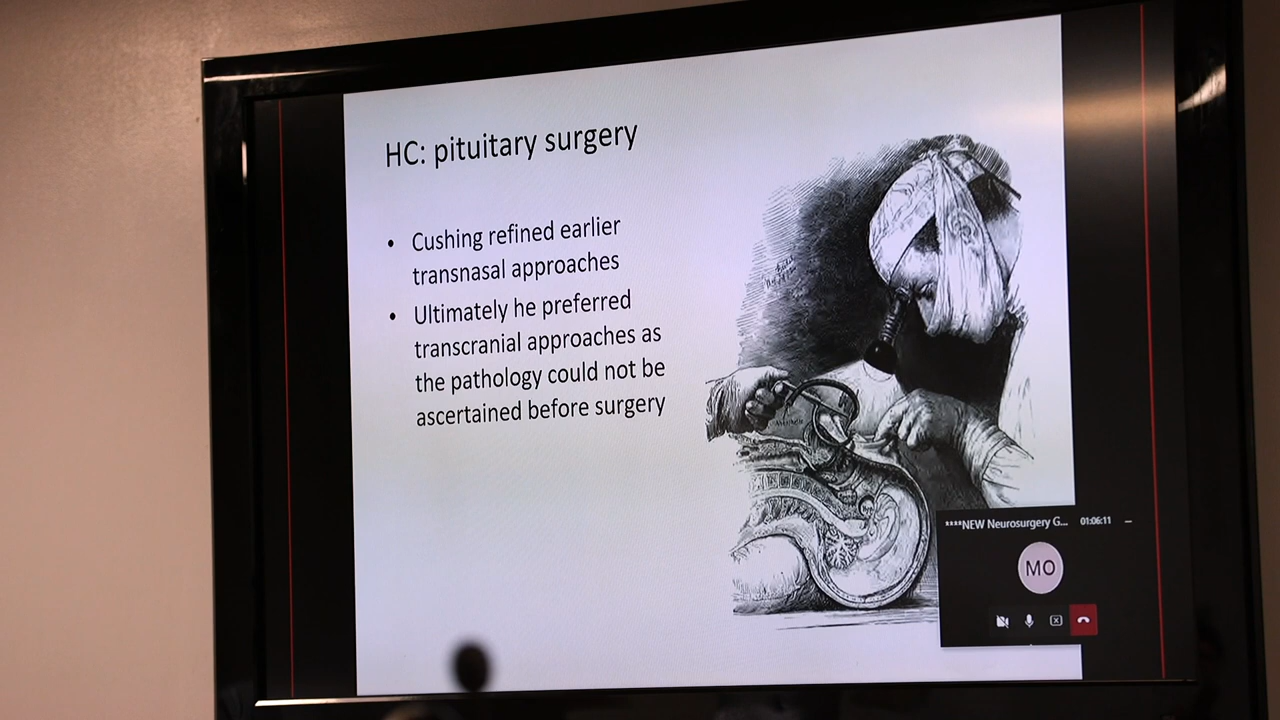 HC: pituitary surgery
• Cushing refined earlier
transnasal approaches
• Ultimately he preferred
transcranial approaches as
the pathology could not be
ascertained before surgery
****NEW Neurosurgery G... 01:06:11
MO